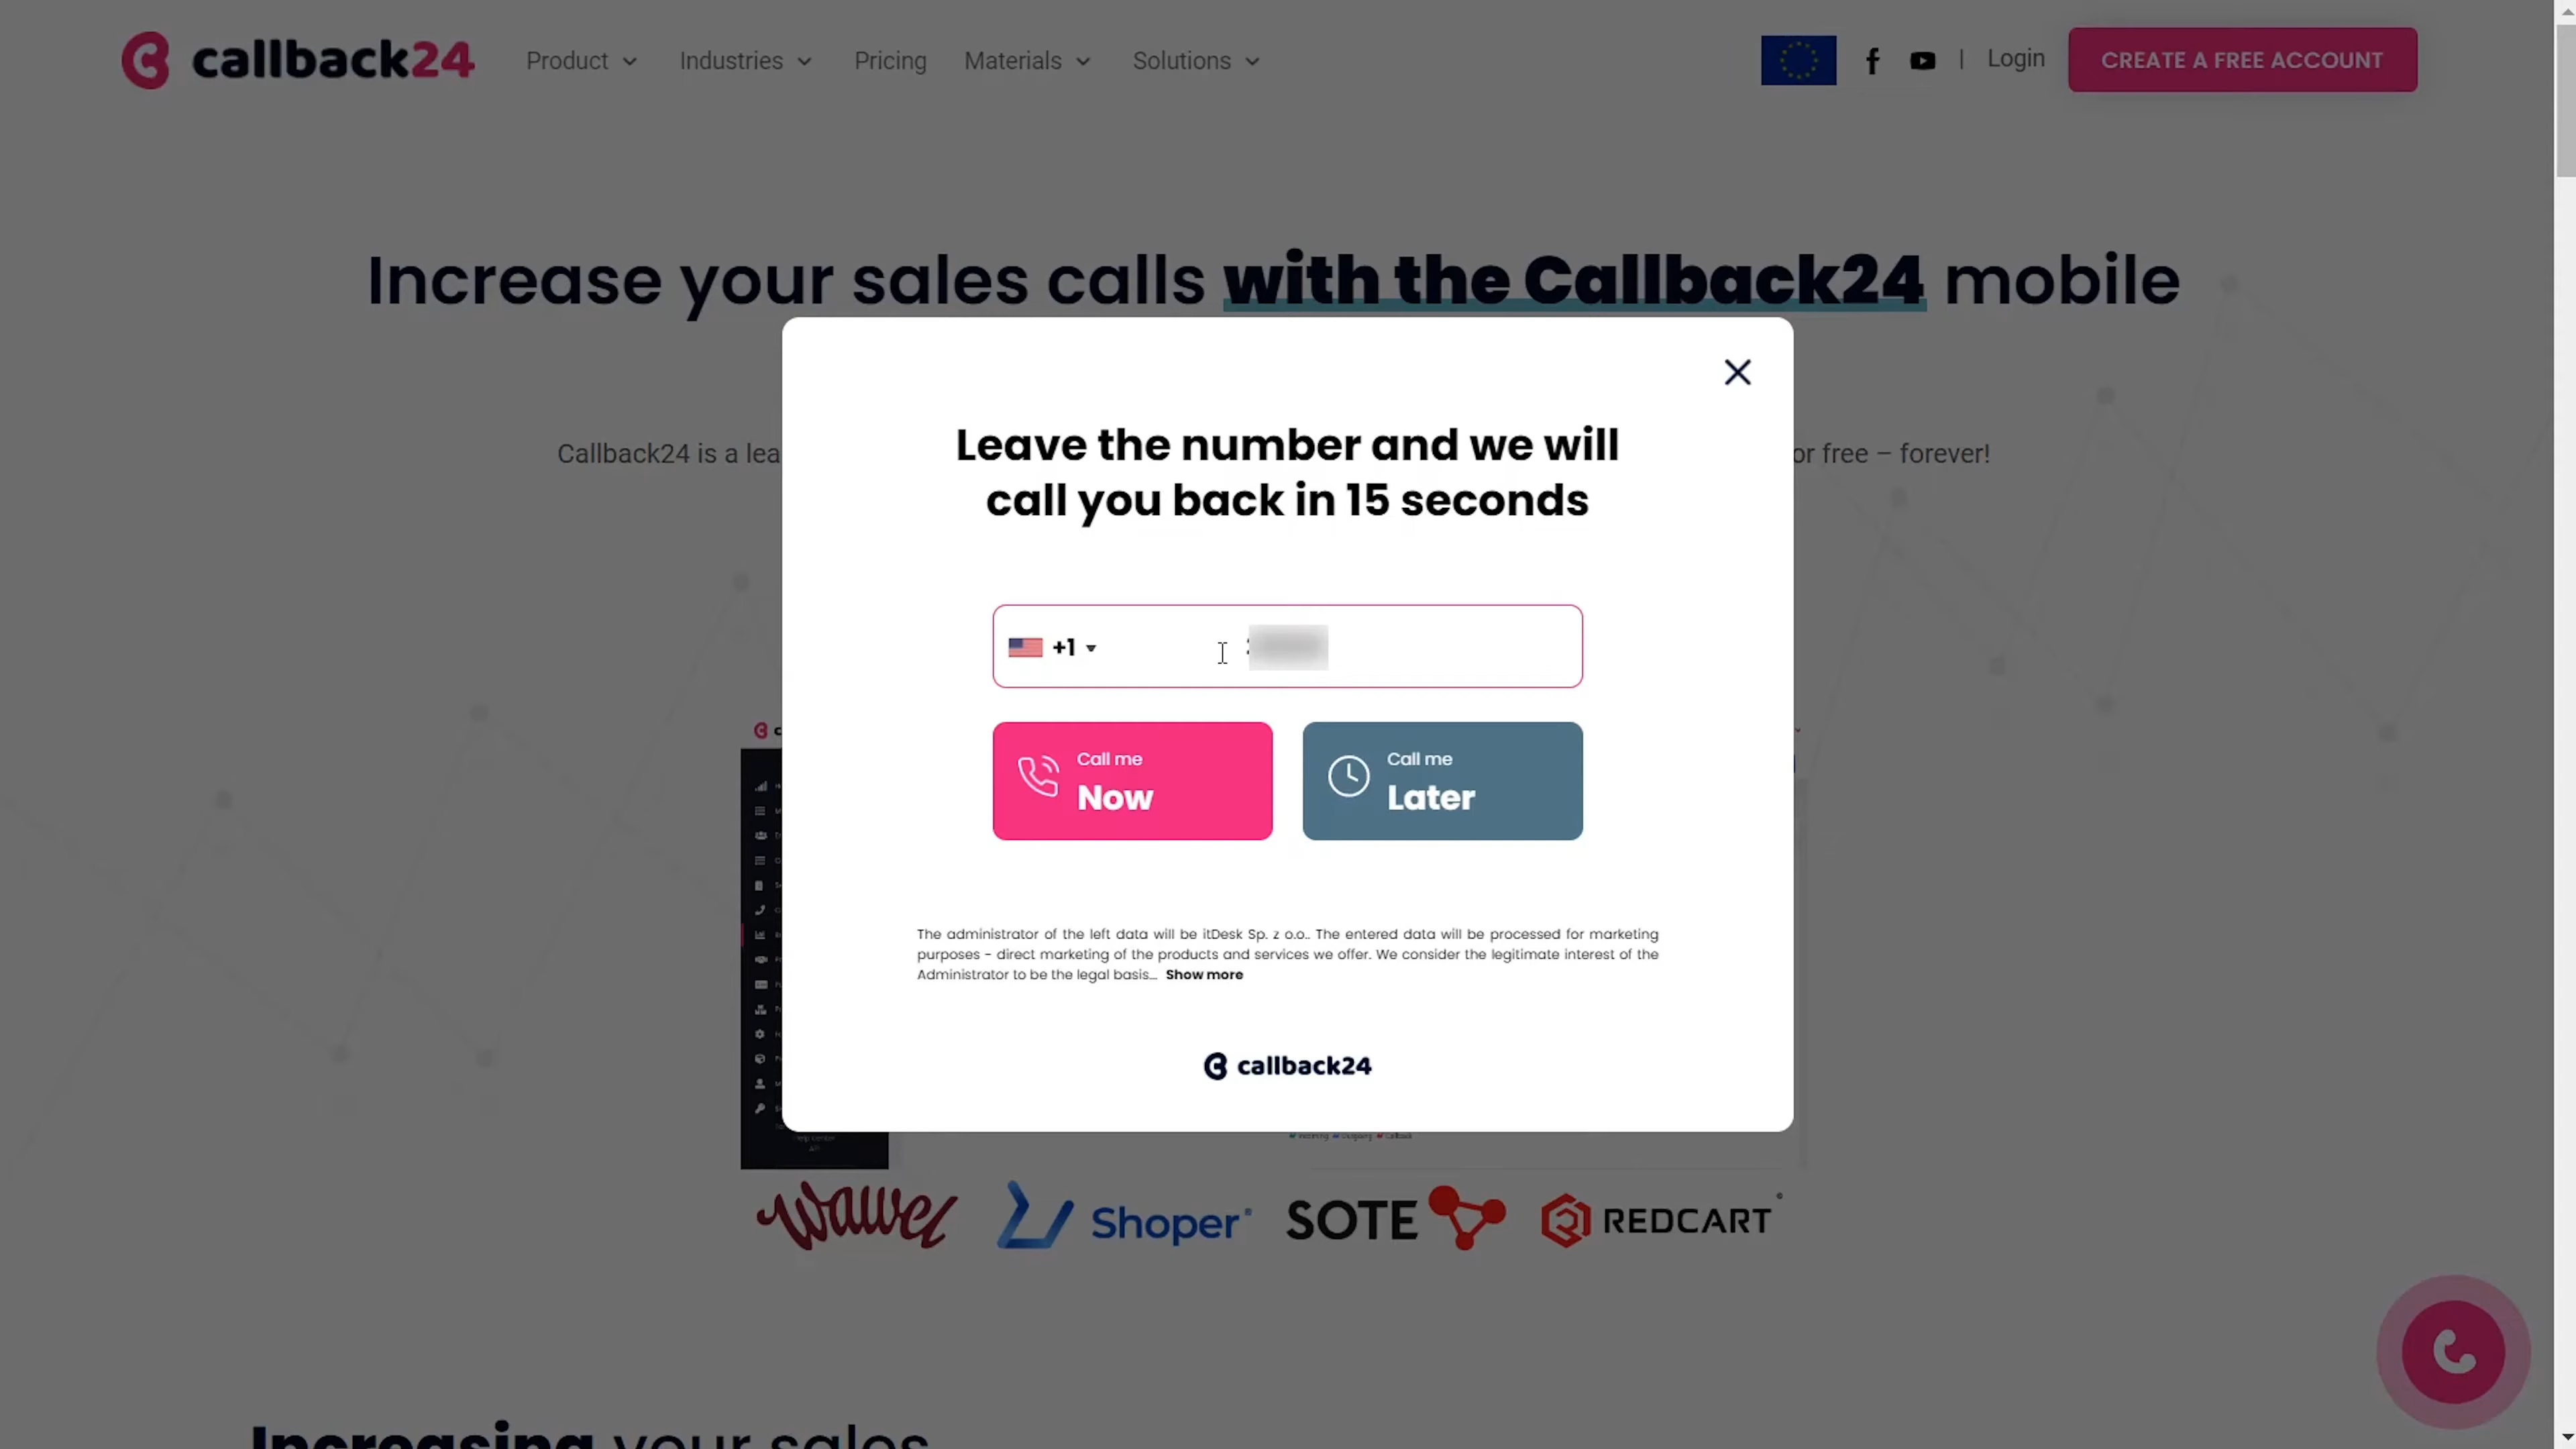 callback24
Product
Industries
Pricing
Materials
Solutions
Login
CREATE A FREE ACCOUNT
Increase your sales calls with the Callback24 mobile
Callback24 is a lea
or free – forever!
Leave the number and we will
call you back in 15 seconds
+1
Call me
Now
Call me
Later
The administrator of the left data will be itDesk Sp. z o.o.. The entered data will be processed for marketing
purposes - direct marketing of the products and services we offer. We consider the legitimate interest of the
Administrator to be the legal basis... Show more
callback24
Wawel
Shoper
SOTE
REDCART
Increasing your sales